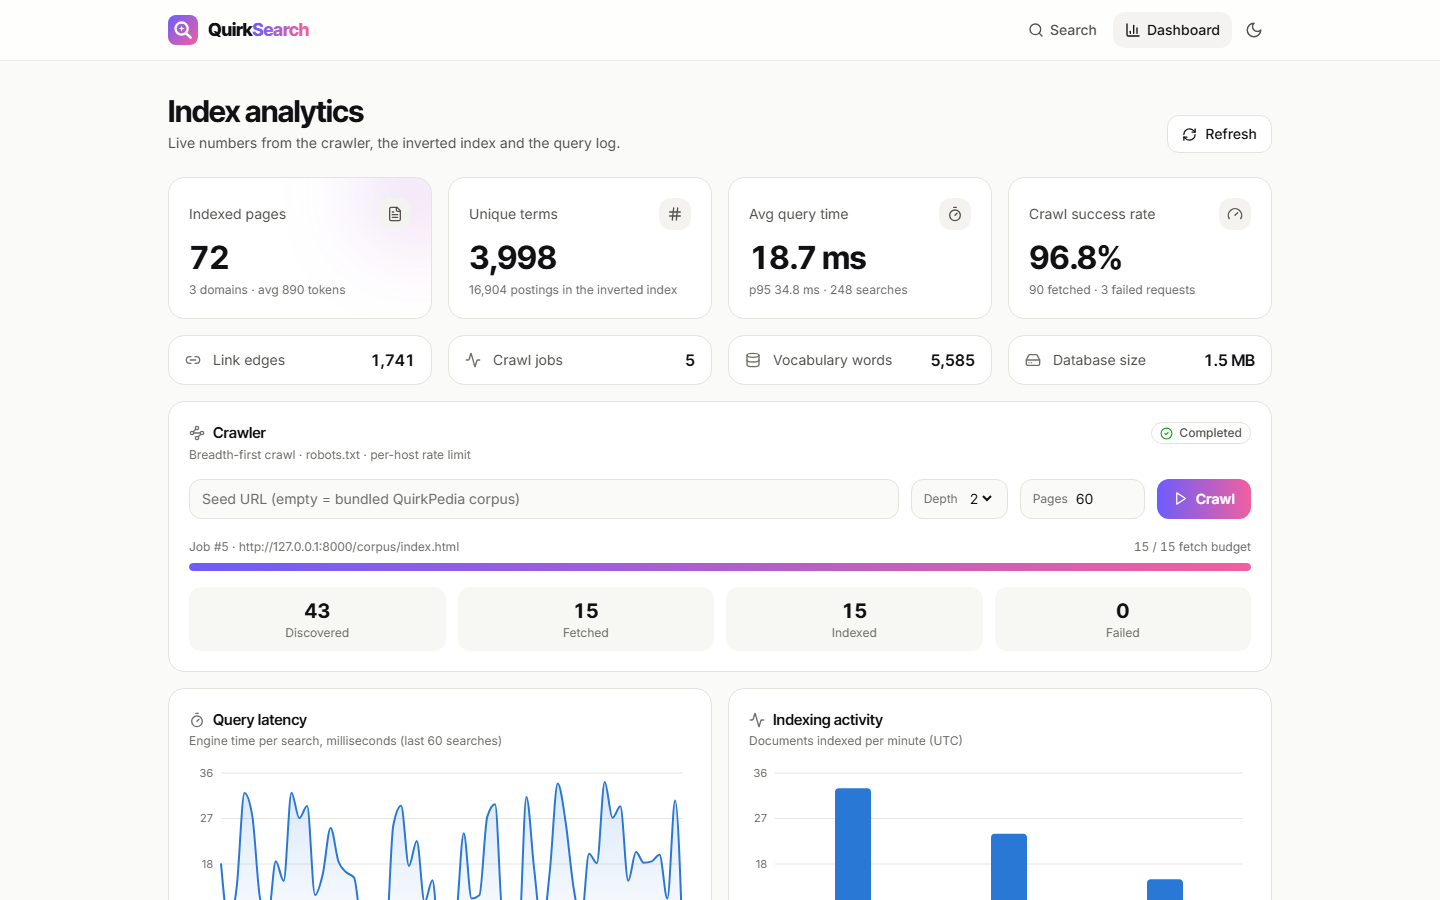 QuirkSearch
Search
Dashboard
Index analytics
Live numbers from the crawler, the inverted index and the query log.
Refresh
Indexed pages
72
3 domains · avg 890 tokens
Unique terms
3,998
16,904 postings in the inverted index
Avg query time
18.7 ms
p95 34.8 ms · 248 searches
Crawl success rate
96.8%
90 fetched · 3 failed requests
Link edges
1,741
Crawl jobs
5
Vocabulary words
5,585
Database size
1.5 MB
Crawler
Completed
Breadth-first crawl · robots.txt · per-host rate limit
Seed URL (empty = bundled QuirkPedia corpus)
Depth 2
Pages 60
Crawl
Job #5 · http://127.0.0.1:8000/corpus/index.html
15 / 15 fetch budget
43
Discovered
15
Fetched
15
Indexed
0
Failed
Query latency
Engine time per search, milliseconds (last 60 searches)
36
27
18
Indexing activity
Documents indexed per minute (UTC)
36
27
18